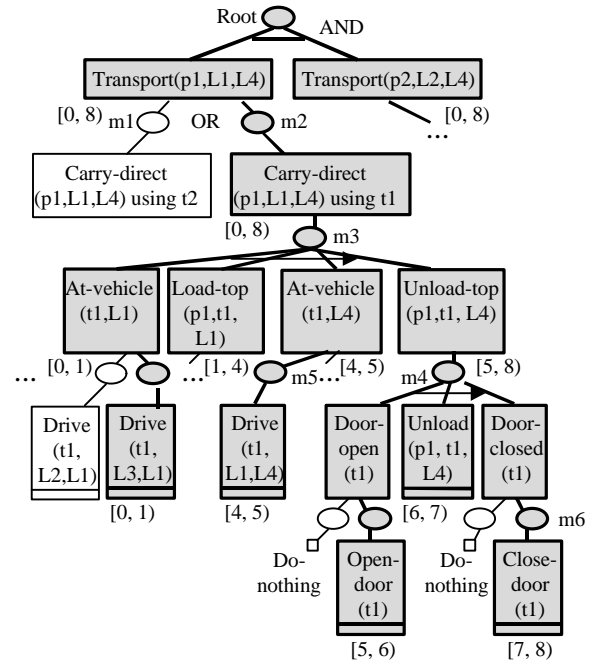 Root
AND
Transport(p1,L1,L4)
Transport(p2,L2,L4)
[0, 8)
m1
OR
m2
...
[0, 8)
Carry-direct
(p1,L1,L4) using t2
Carry-direct
(p1,L1,L4) using t1
[0, 8)
m3
At-vehicle
(t1,L1)
Load-top
(p1,t1,
L1)
At-vehicle
(t1,L4)
Unload-top
(p1,t1, L4)
...
[0, 1)
...
[1, 4)
m5
...
[4, 5)
m4
[5, 8)
Drive
(t1,
L2,L1)
Drive
(t1,
L3,L1)
Drive
(t1,
L1,L4)
Door-
open
(t1)
Unload
(p1, t1,
L4)
Door-
closed
(t1)
[0, 1)
[4, 5)
[6, 7)
m6
Do-
nothing
Open-
door
(t1)
Do-
nothing
Close-
door
(t1)
[5, 6)
[7, 8)